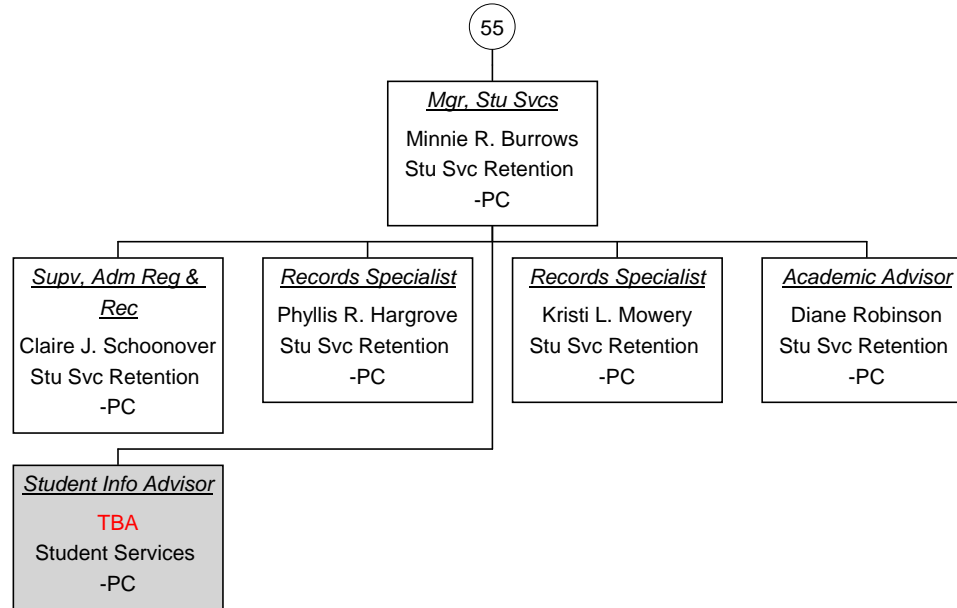 55
Mgr, Stu Svcs
Minnie R. Burrows
Stu Svc Retention
-PC
Supv, Adm Reg &
Rec
Claire J. Schoonover
Stu Svc Retention
-PC
Records Specialist
Phyllis R. Hargrove
Stu Svc Retention
-PC
Records Specialist
Kristi L. Mowery
Stu Svc Retention
-PC
Academic Advisor
Diane Robinson
Stu Svc Retention
-PC
Student Info Advisor
TBA
Student Services
-PC